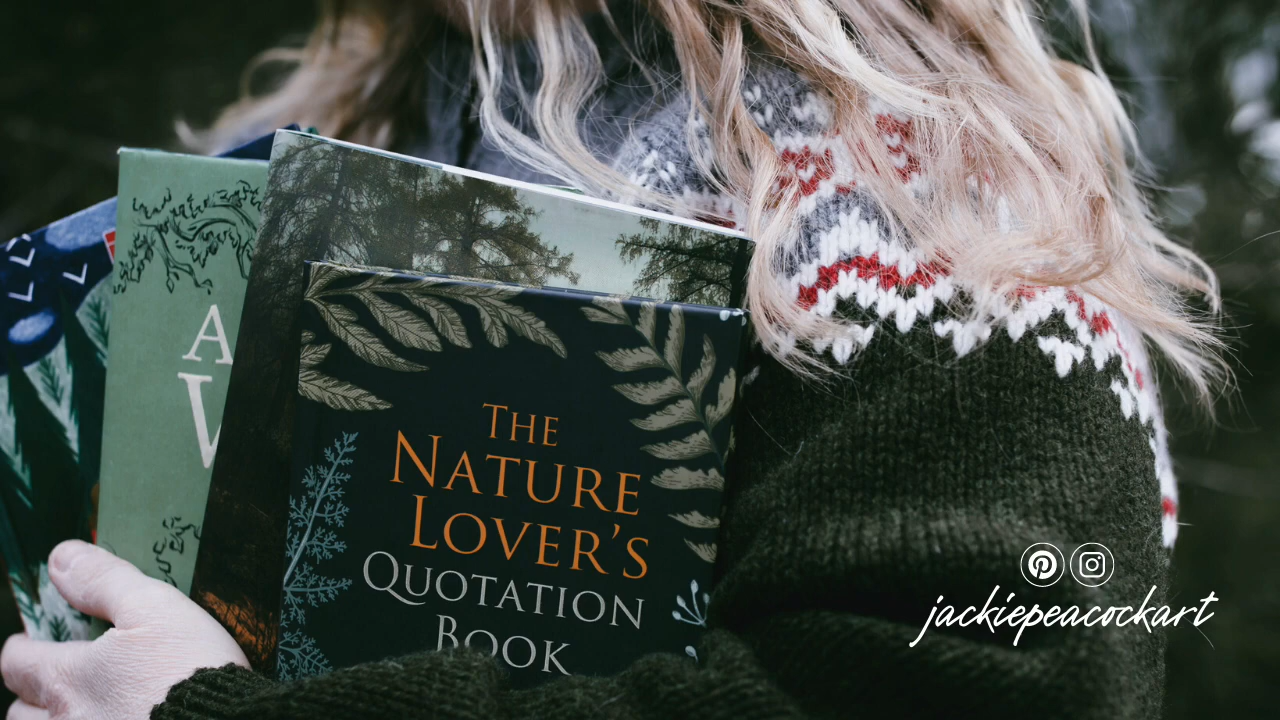 A
THE
NATURE
LOVER'S
QUOTATION
BOOK
jackiepeacockart